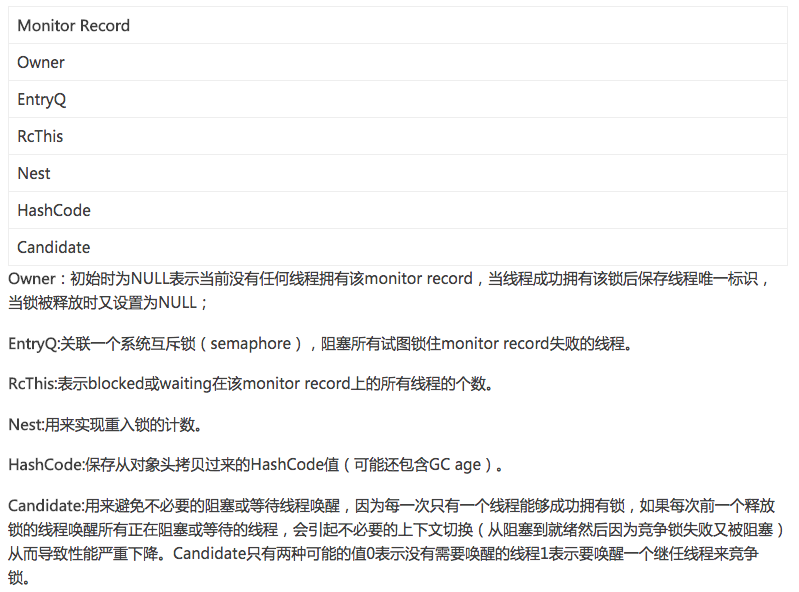 Monitor Record
Owner
EntryQ
RcThis
Nest
HashCode
Candidate
Owner：初始时为NULL表示当前没有任何线程拥有该monitor record，当线程成功拥有该锁后保存线程唯一标识，
当锁被释放时又设置为NULL；
EntryQ:关联一个系统互斥锁（semaphore），阻塞所有试图锁住monitor record失败的线程。
RcThis:表示blocked或waiting在该monitor record上的所有线程的个数。
Nest:用来实现重入锁的计数。
HashCode:保存从对象头拷贝过来的HashCode值（可能还包含GC age）。
Candidate:用来避免不必要的阻塞或等待线程唤醒，因为每一次只有一个线程能够成功拥有锁，如果每次前一个释放
锁的线程唤醒所有正在阻塞或等待的线程，会引起不必要的上下文切换（从阻塞到就绪然后因为竞争锁失败又被阻塞）
从而导致性能严重下降。Candidate只有两种可能的值0表示没有需要唤醒的线程1表示要唤醒一个继任线程来竞争
锁。